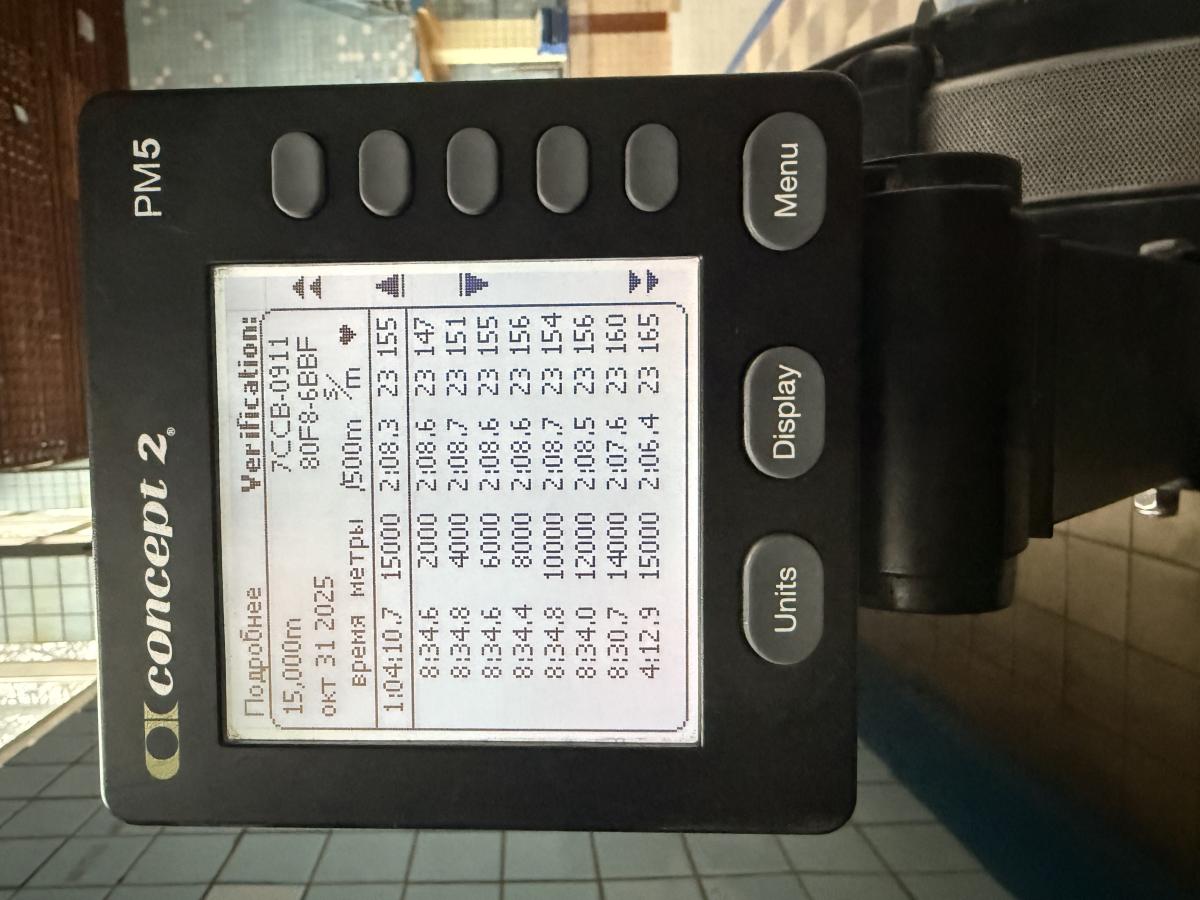 concept 2® PM5
Подробнее Verification:
15,000m 7CCB-0911
окт 31 2025 80F8-6BBF
время метры /500m s/m ♥
1:04:10.7 15000 2:08.3 23 155
8:34.6 2000 2:08.6 23 147
8:34.8 4000 2:08.7 23 151
8:34.6 6000 2:08.6 23 155
8:34.4 8000 2:08.6 23 156
8:34.8 10000 2:08.7 23 154
8:34.0 12000 2:08.5 23 156
8:30.7 14000 2:07.6 23 160
4:12.9 15000 2:06.4 23 165
Units Display Menu